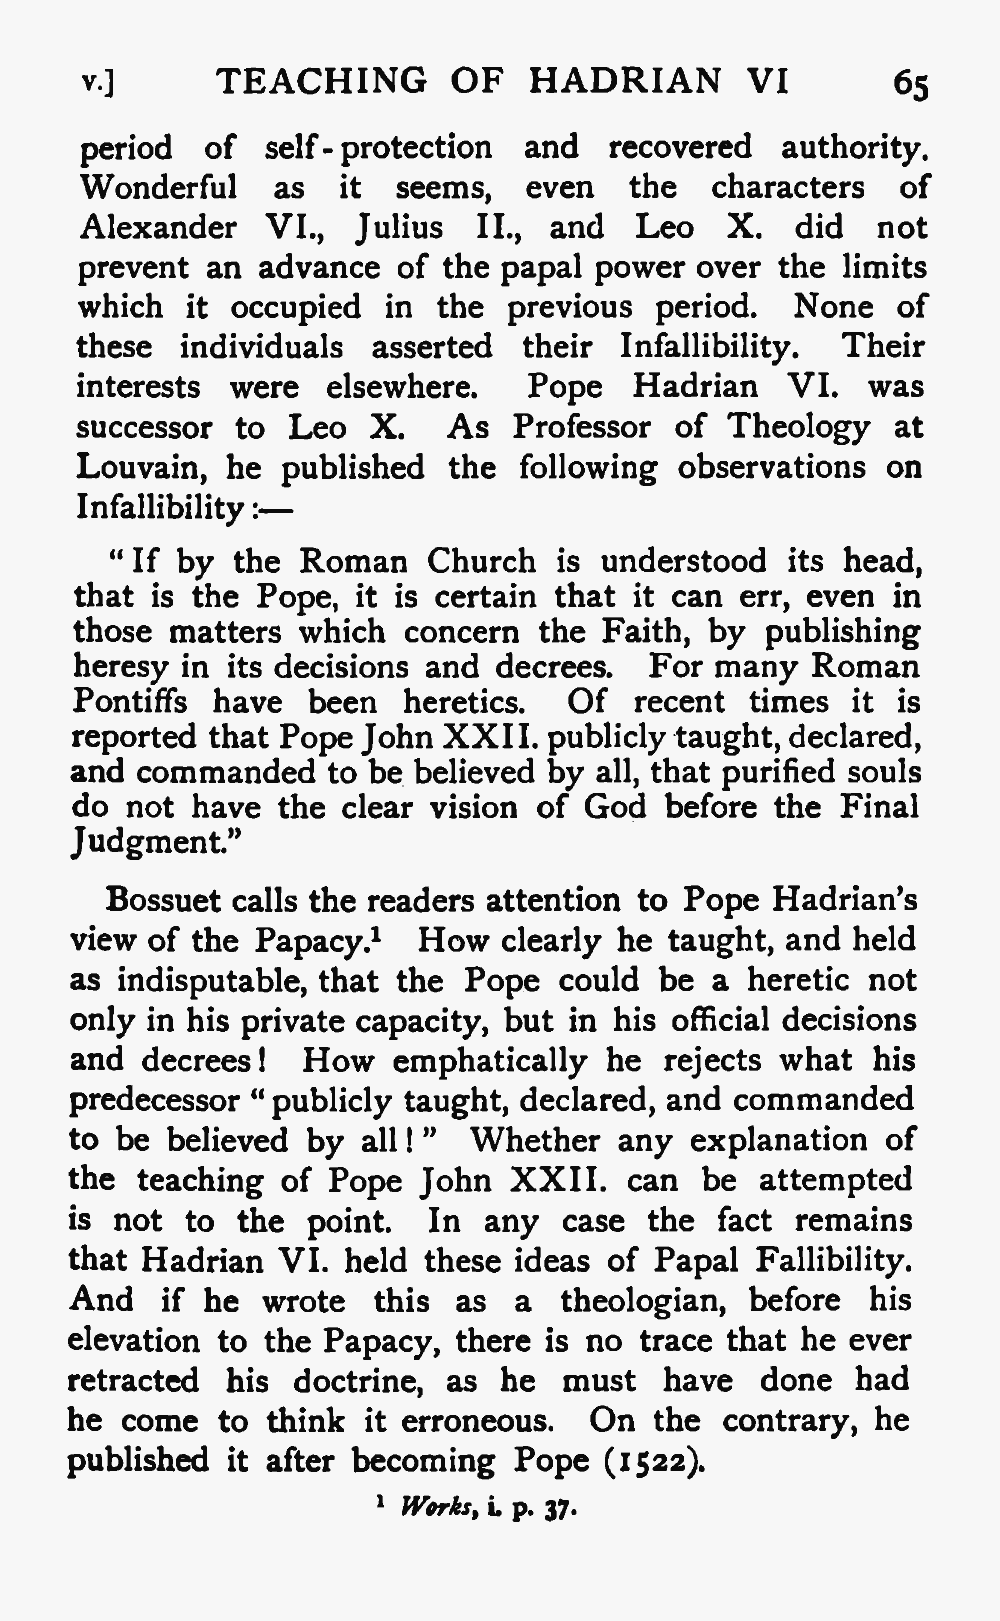 v.] TEACHING OF HADRIAN VI 65
period of self-protection and recovered authority.
Wonderful as it seems, even the characters of
Alexander VI., Julius II., and Leo X. did not
prevent an advance of the papal power over the limits
which it occupied in the previous period. None of
these individuals asserted their Infallibility. Their
interests were elsewhere. Pope Hadrian VI. was
successor to Leo X. As Professor of Theology at
Louvain, he published the following observations on
Infallibility:—
“If by the Roman Church is understood its head,
that is the Pope, it is certain that it can err, even in
those matters which concern the Faith, by publishing
heresy in its decisions and decrees. For many Roman
Pontiffs have been heretics. Of recent times it is
reported that Pope John XXII. publicly taught, declared,
and commanded to be believed by all, that purified souls
do not have the clear vision of God before the Final
Judgment.”
Bossuet calls the readers attention to Pope Hadrian’s
view of the Papacy.¹ How clearly he taught, and held
as indisputable, that the Pope could be a heretic not
only in his private capacity, but in his official decisions
and decrees! How emphatically he rejects what his
predecessor “publicly taught, declared, and commanded
to be believed by all!” Whether any explanation of
the teaching of Pope John XXII. can be attempted
is not to the point. In any case the fact remains
that Hadrian VI. held these ideas of Papal Fallibility.
And if he wrote this as a theologian, before his
elevation to the Papacy, there is no trace that he ever
retracted his doctrine, as he must have done had
he come to think it erroneous. On the contrary, he
published it after becoming Pope (1522).
¹ Works, i. p. 37.